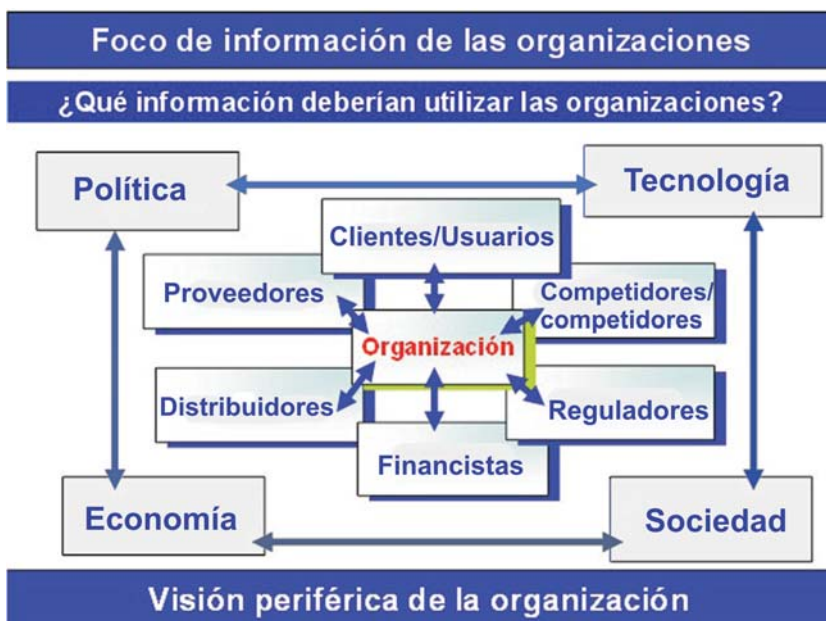 Foco de información de las organizaciones
¿Qué información deberían utilizar las organizaciones?
Política
Tecnología
Clientes/Usuarios
Proveedores
Competidores/
competidores
Organización
Distribuidores
Reguladores
Financistas
Economía
Sociedad
Visión periférica de la organización